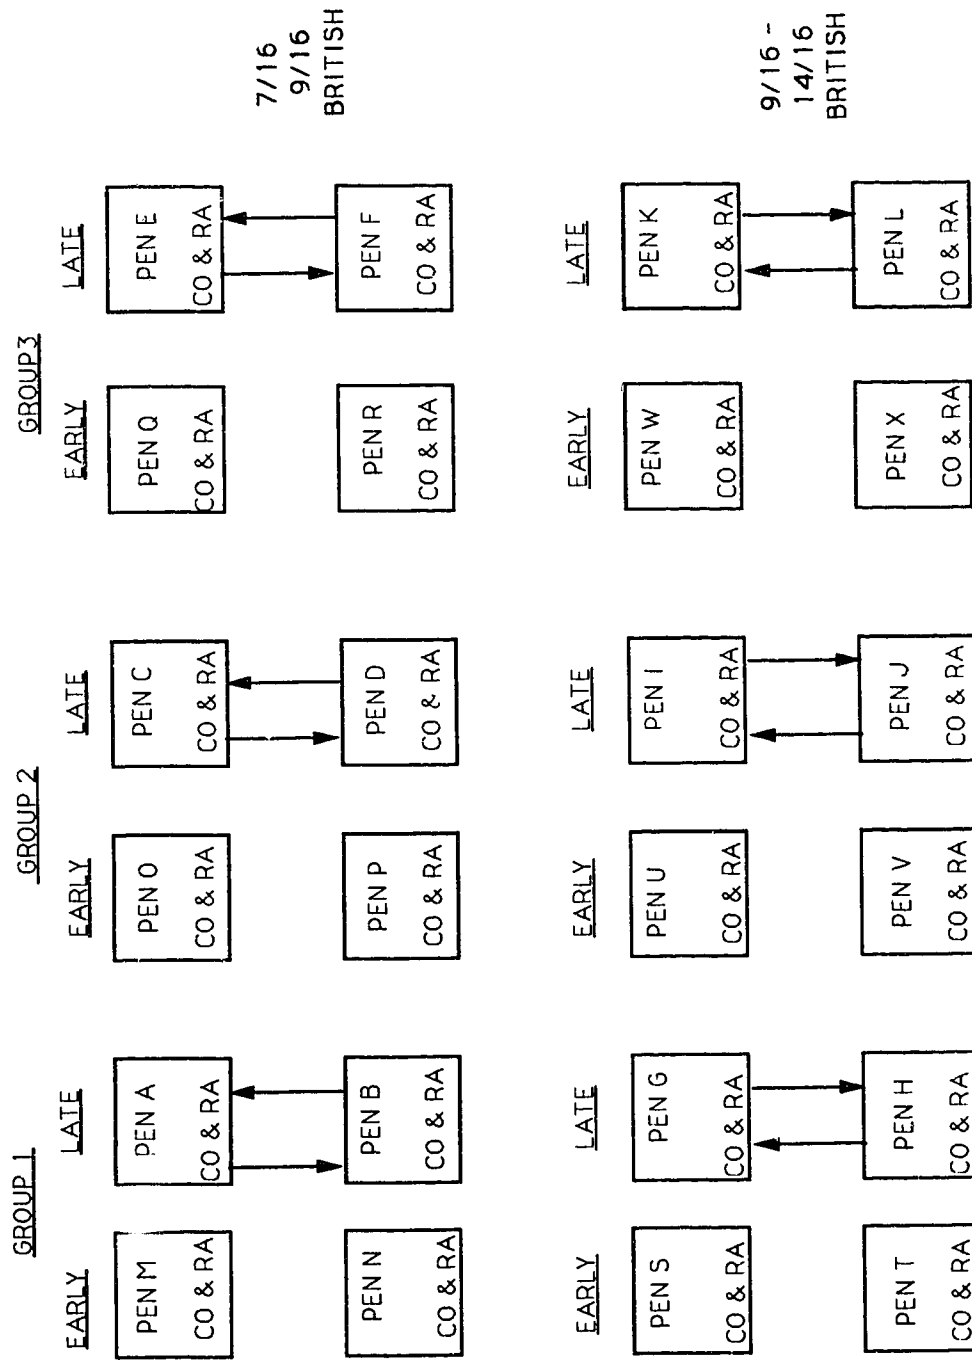 GROUP 1
GROUP 2
GROUP3
EARLY
LATE
EARLY
LATE
EARLY
LATE
PEN M
CO & RA
PEN A
CO & RA
PEN O
CO & RA
PEN C
CO & RA
PEN Q
CO & RA
PEN E
CO & RA
7/16
9/16
BRITISH
PEN N
CO & RA
PEN B
CO & RA
PEN P
CO & RA
PEN D
CO & RA
PEN R
CO & RA
PEN F
CO & RA
EARLY
LATE
EARLY
LATE
EARLY
LATE
PEN S
CO & RA
PEN G
CO & RA
PEN U
CO & RA
PEN I
CO & RA
PEN W
CO & RA
PEN K
CO & RA
9/16 -
14/16
BRITISH
PEN T
CO & RA
PEN H
CO & RA
PEN V
CO & RA
PEN J
CO & RA
PEN X
CO & RA
PEN L
CO & RA